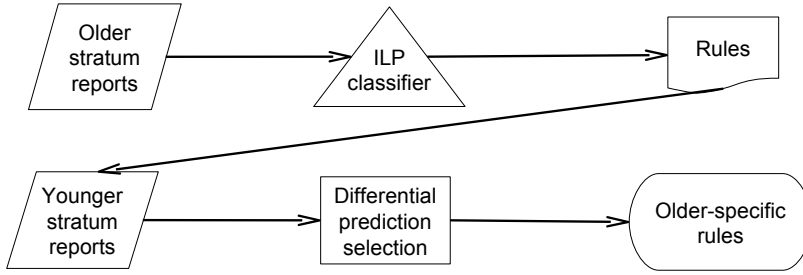 Older
stratum
reports
ILP
classifier
Rules
Younger
stratum
reports
Differential
prediction
selection
Older-specific
rules